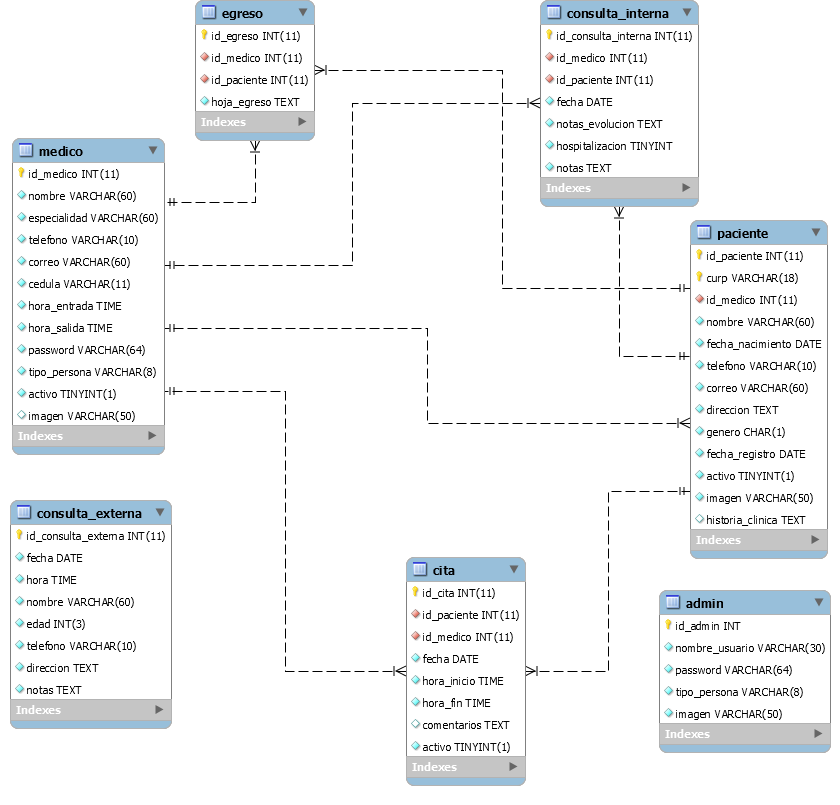 egreso
id_egreso INT(11)
id_medico INT(11)
id_paciente INT(11)
hoja_egreso TEXT
Indexes
consulta_interna
id_consulta_interna INT(11)
id_medico INT(11)
id_paciente INT(11)
fecha DATE
notas_evolucion TEXT
hospitalizacion TINYINT
notas TEXT
Indexes
medico
id_medico INT(11)
nombre VARCHAR(60)
especialidad VARCHAR(60)
telefono VARCHAR(10)
correo VARCHAR(60)
cedula VARCHAR(11)
hora_entrada TIME
hora_salida TIME
password VARCHAR(64)
tipo_persona VARCHAR(8)
activo TINYINT(1)
imagen VARCHAR(50)
Indexes
paciente
id_paciente INT(11)
curp VARCHAR(18)
id_medico INT(11)
nombre VARCHAR(60)
fecha_nacimiento DATE
telefono VARCHAR(10)
correo VARCHAR(60)
direccion TEXT
genero CHAR(1)
fecha_registro DATE
activo TINYINT(1)
imagen VARCHAR(50)
historia_clinica TEXT
Indexes
consulta_externa
id_consulta_externa INT(11)
fecha DATE
hora TIME
nombre VARCHAR(60)
edad INT(3)
telefono VARCHAR(10)
direccion TEXT
notas TEXT
Indexes
cita
id_cita INT(11)
id_paciente INT(11)
id_medico INT(11)
fecha DATE
hora_inicio TIME
hora_fin TIME
comentarios TEXT
activo TINYINT(1)
Indexes
admin
id_admin INT
nombre_usuario VARCHAR(30)
password VARCHAR(64)
tipo_persona VARCHAR(8)
imagen VARCHAR(50)
Indexes